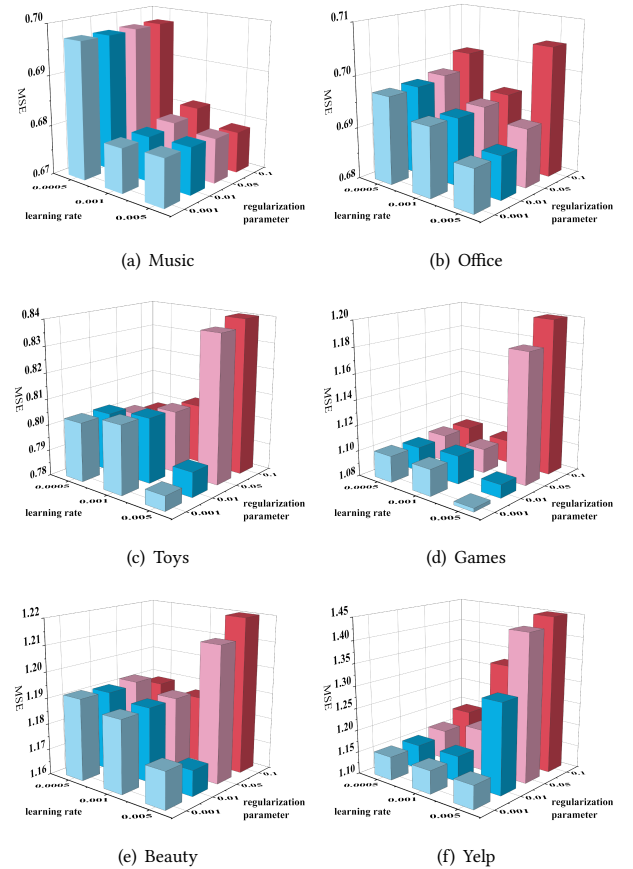 0.70
0.69
0.68
0.67
MSE
0.0005
0.001
0.005
learning rate
0.001
0.01
0.05
0.1
regularization
parameter
(a) Music
0.71
0.70
0.69
0.68
MSE
0.0005
0.001
0.005
learning rate
0.001
0.01
0.05
0.1
regularization
parameter
(b) Office
0.84
0.83
0.82
0.81
0.80
0.79
0.78
MSE
0.0005
0.001
0.005
learning rate
0.001
0.01
0.05
0.1
regularization
parameter
(c) Toys
1.20
1.18
1.16
1.14
1.12
1.10
1.08
MSE
0.0005
0.001
0.005
learning rate
0.001
0.01
0.05
0.1
regularization
parameter
(d) Games
1.22
1.21
1.20
1.19
1.18
1.17
1.16
MSE
0.0005
0.001
0.005
learning rate
0.001
0.01
0.05
0.1
regularization
parameter
(e) Beauty
1.45
1.40
1.35
1.30
1.25
1.20
1.15
1.10
MSE
0.0005
0.001
0.005
learning rate
0.001
0.01
0.05
0.1
regularization
parameter
(f) Yelp